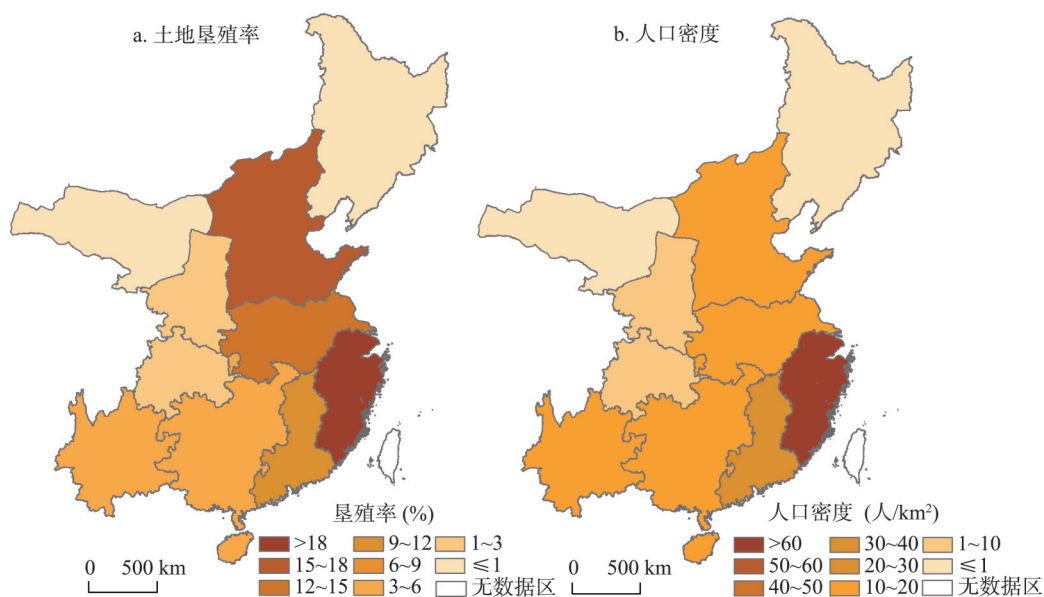 a. 土地垦殖率
b. 人口密度
垦殖率 (%)
>18
9~12
1~3
15~18
6~9
≤1
12~15
3~6
无数据区
0 500 km
人口密度 (人/km²)
>60
30~40
1~10
50~60
20~30
≤1
40~50
10~20
无数据区
0 500 km